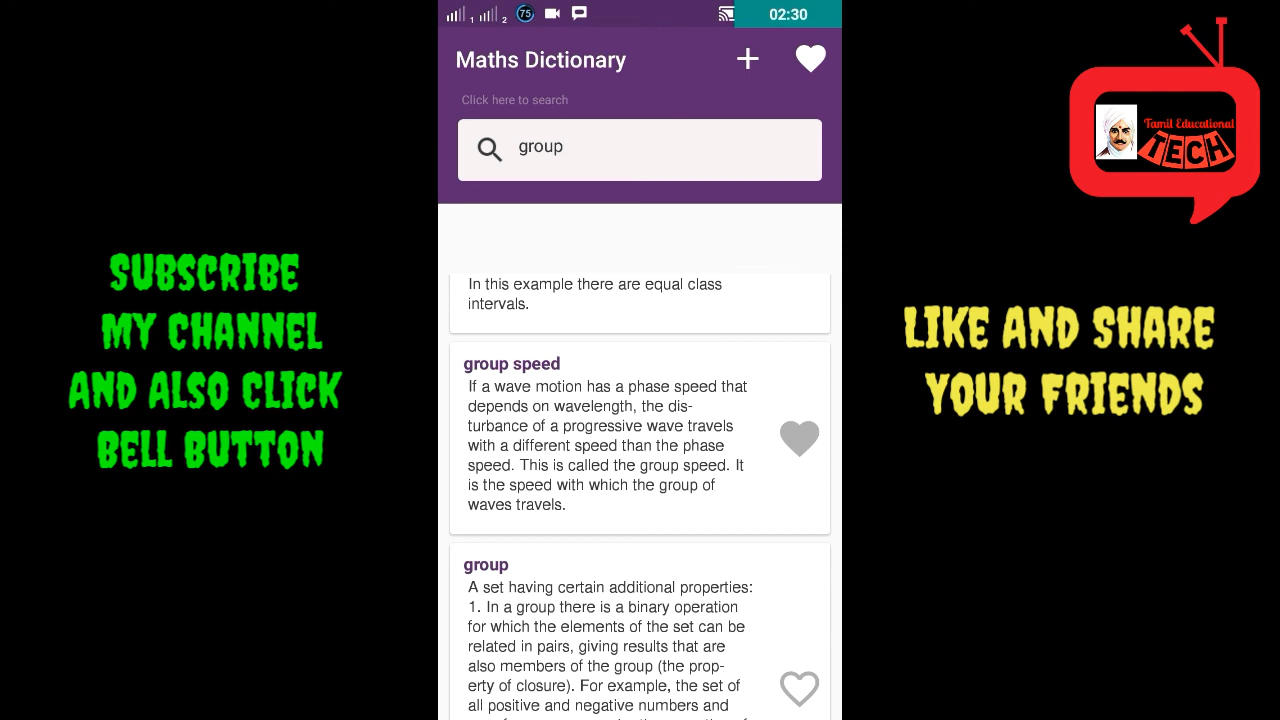 1 2 75 02:30
Maths Dictionary
Click here to search
group
Tamil Educational
TECH
SUBSCRIBE
MY CHANNEL
AND ALSO CLICK
BELL BUTTON
In this example there are equal class
intervals.
group speed
If a wave motion has a phase speed that
depends on wavelength, the dis-
turbance of a progressive wave travels
with a different speed than the phase
speed. This is called the group speed. It
is the speed with which the group of
waves travels.
group
A set having certain additional properties:
1. In a group there is a binary operation
for which the elements of the set can be
related in pairs, giving results that are
also members of the group (the prop-
erty of closure). For example, the set of
all positive and negative numbers and
LIKE AND SHARE
YOUR FRIENDS